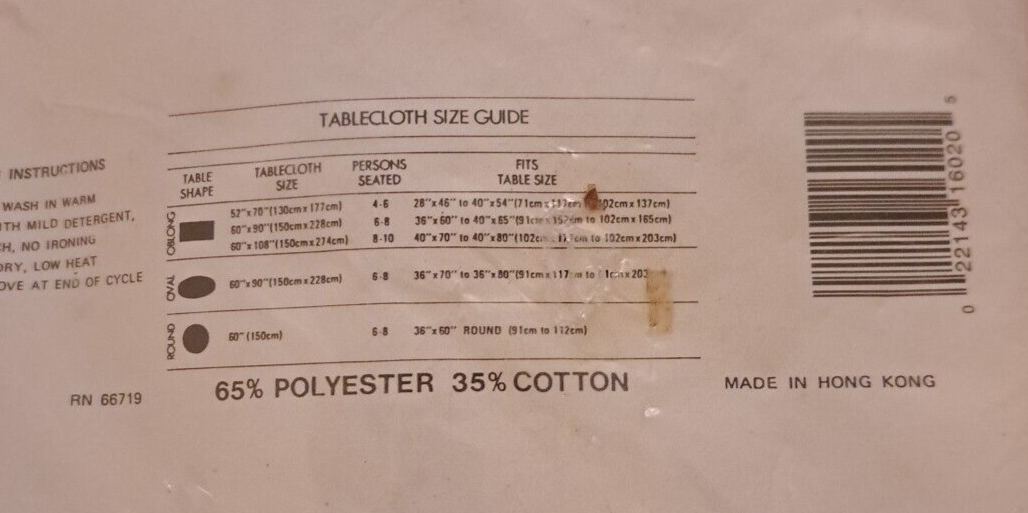 TABLECLOTH SIZE GUIDE
INSTRUCTIONS
WASH IN WARM
WITH MILD DETERGENT,
NO IRONING
DRY, LOW HEAT
AT END OF CYCLE
TABLE SHAPE TABLECLOTH SIZE PERSONS SEATED FITS TABLE SIZE
OBLONG
52"x70"(130cm x 177cm) 4-6 28"x46" to 40"x54"(71cm x 102cm x 137cm)
60"x90"(150cm x 228cm) 6-8 36"x60" to 40"x65"(91cm x 152cm to 102cm x 165cm)
60"x 108"(150cm x 274cm) 8-10 40"x70" to 40"x80"(102cm to 102cm x 203cm)
OVAL
60"x90"(150cm x 228cm) 6-8 36"x70" to 36"x80"(91cm x 117cm to
ROUND
60"(150cm) 6-8 36"x60" ROUND (91cm to 112cm)
65% POLYESTER 35% COTTON
RN 66719
MADE IN HONG KONG
0 22143 16020 5